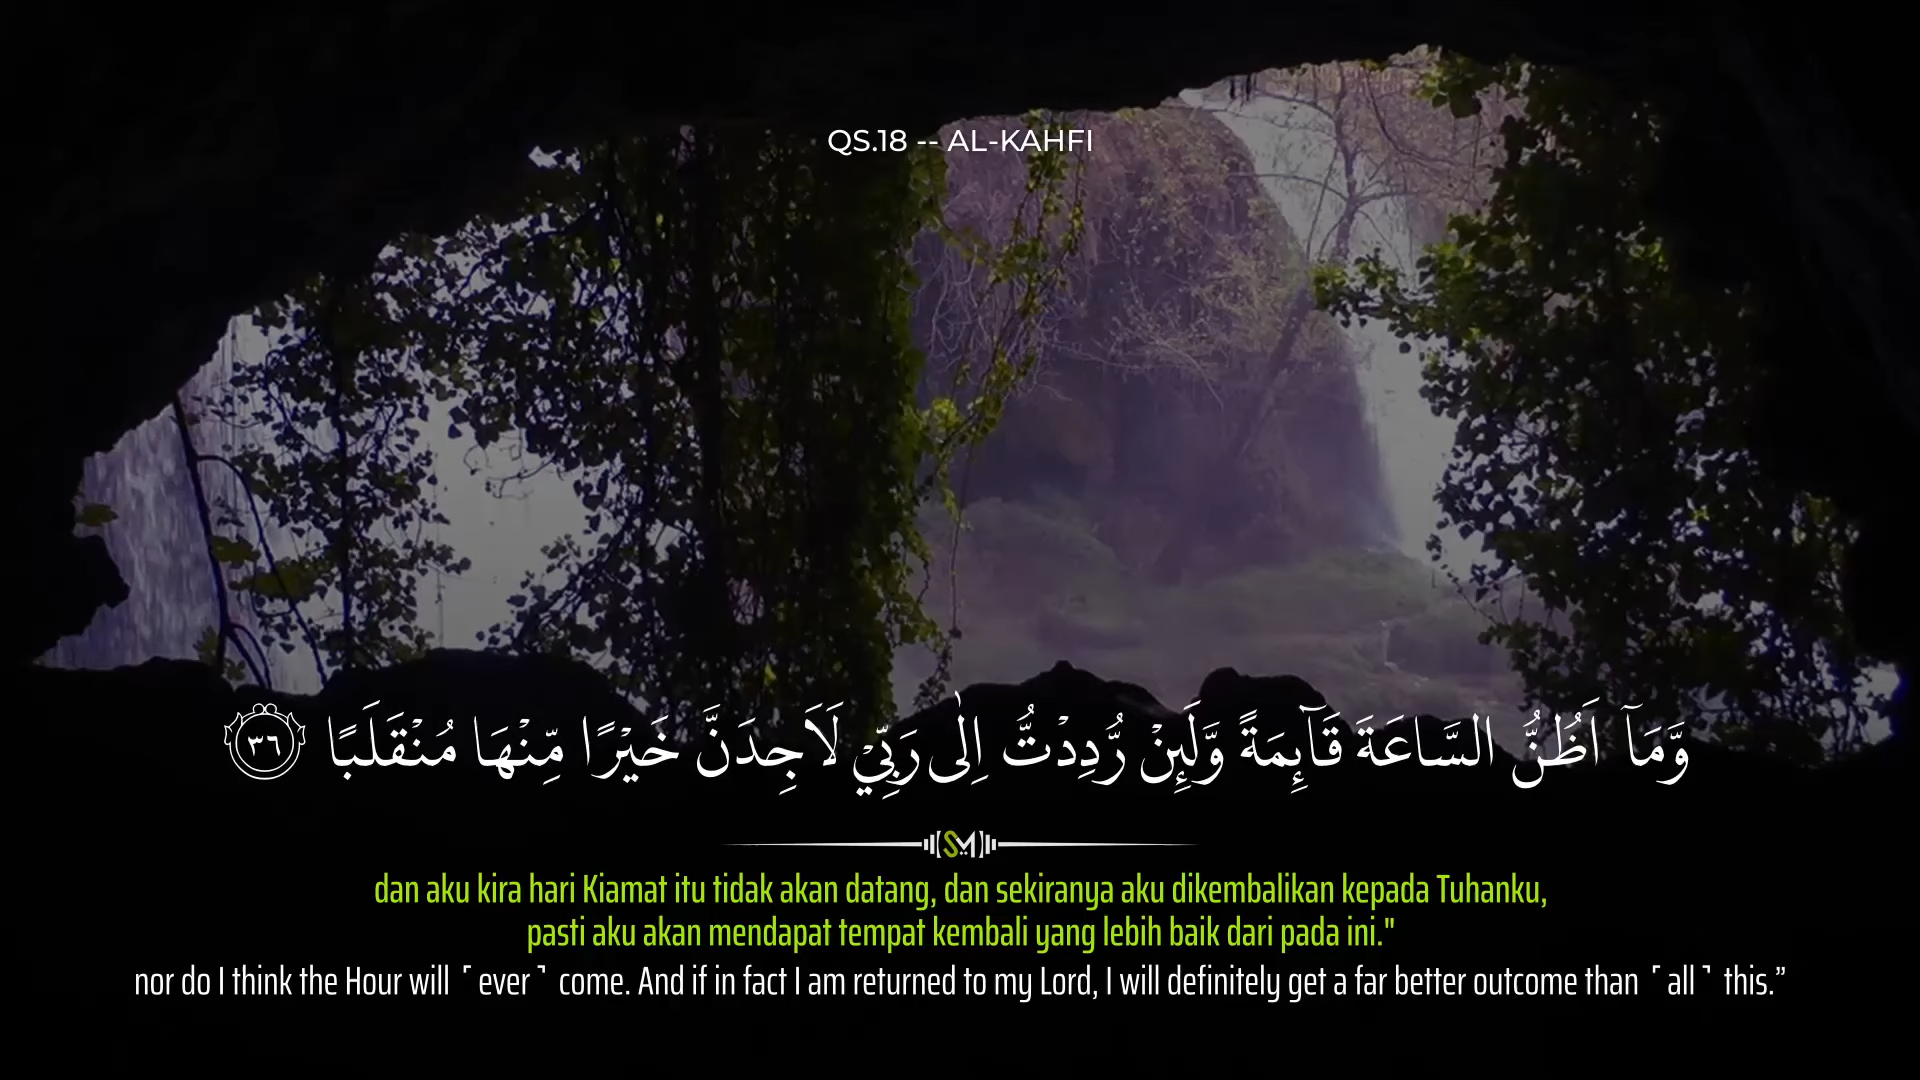 QS.18 -- AL-KAHFI
وَّمَآ اَظُنُّ السَّاعَةَ قَاۤىِٕمَةً وَّلَىِٕنْ رُّدِدْتُّ اِلٰى رَبِّيْ لَاَجِدَنَّ خَيْرًا مِّنْهَا مُنْقَلَبًا ٣٦
SM
dan aku kira hari Kiamat itu tidak akan datang, dan sekiranya aku dikembalikan kepada Tuhanku,
pasti aku akan mendapat tempat kembali yang lebih baik dari pada ini."
nor do I think the Hour will ˹ever˺ come. And if in fact I am returned to my Lord, I will definitely get a far better outcome than ˹all˺ this.”